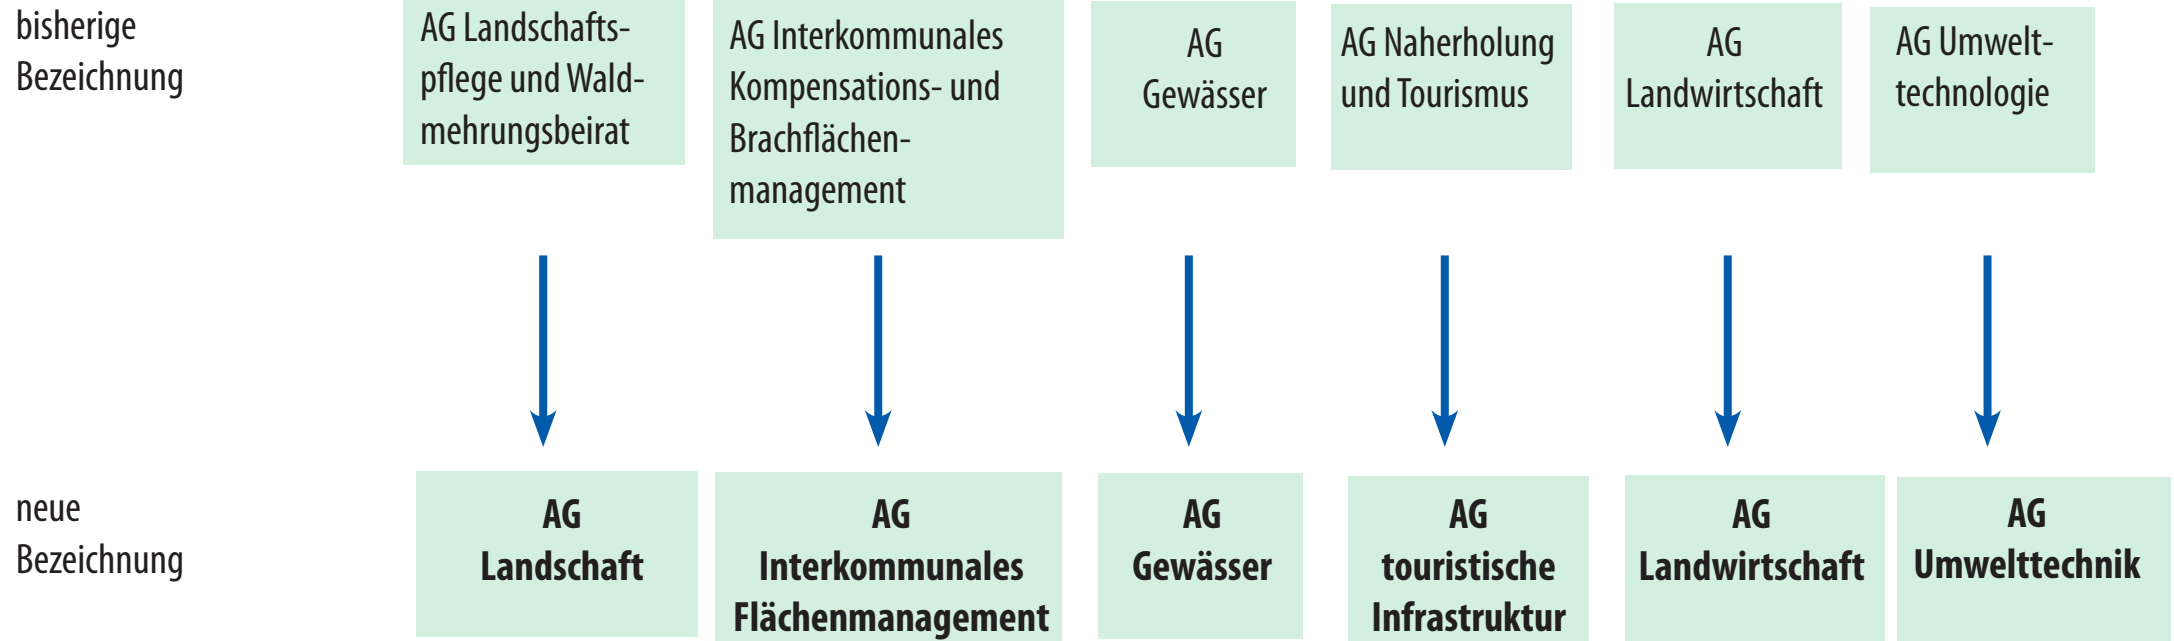 bisherige
Bezeichnung
AG Landschafts-
pflege und Wald-
mehrungsbeirat
AG Interkommunales
Kompensations- und
Brachflächen-
management
AG
Gewässer
AG Naherholung
und Tourismus
AG
Landwirtschaft
AG Umwelt-
technologie
neue
Bezeichnung
AG
Landschaft
AG
Interkommunales
Flächenmanagement
AG
Gewässer
AG
touristische
Infrastruktur
AG
Landwirtschaft
AG
Umwelttechnik